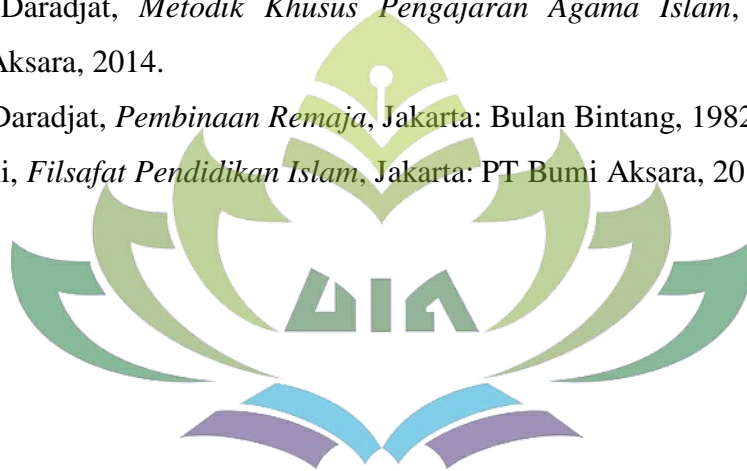 Daradjat, Metodik Khusus Pengajaran Agama Islam,
Aksara, 2014.
Daradjat, Pembinaan Remaja, Jakarta: Bulan Bintang, 1982
i, Filsafat Pendidikan Islam, Jakarta: PT Bumi Aksara, 20
UIN